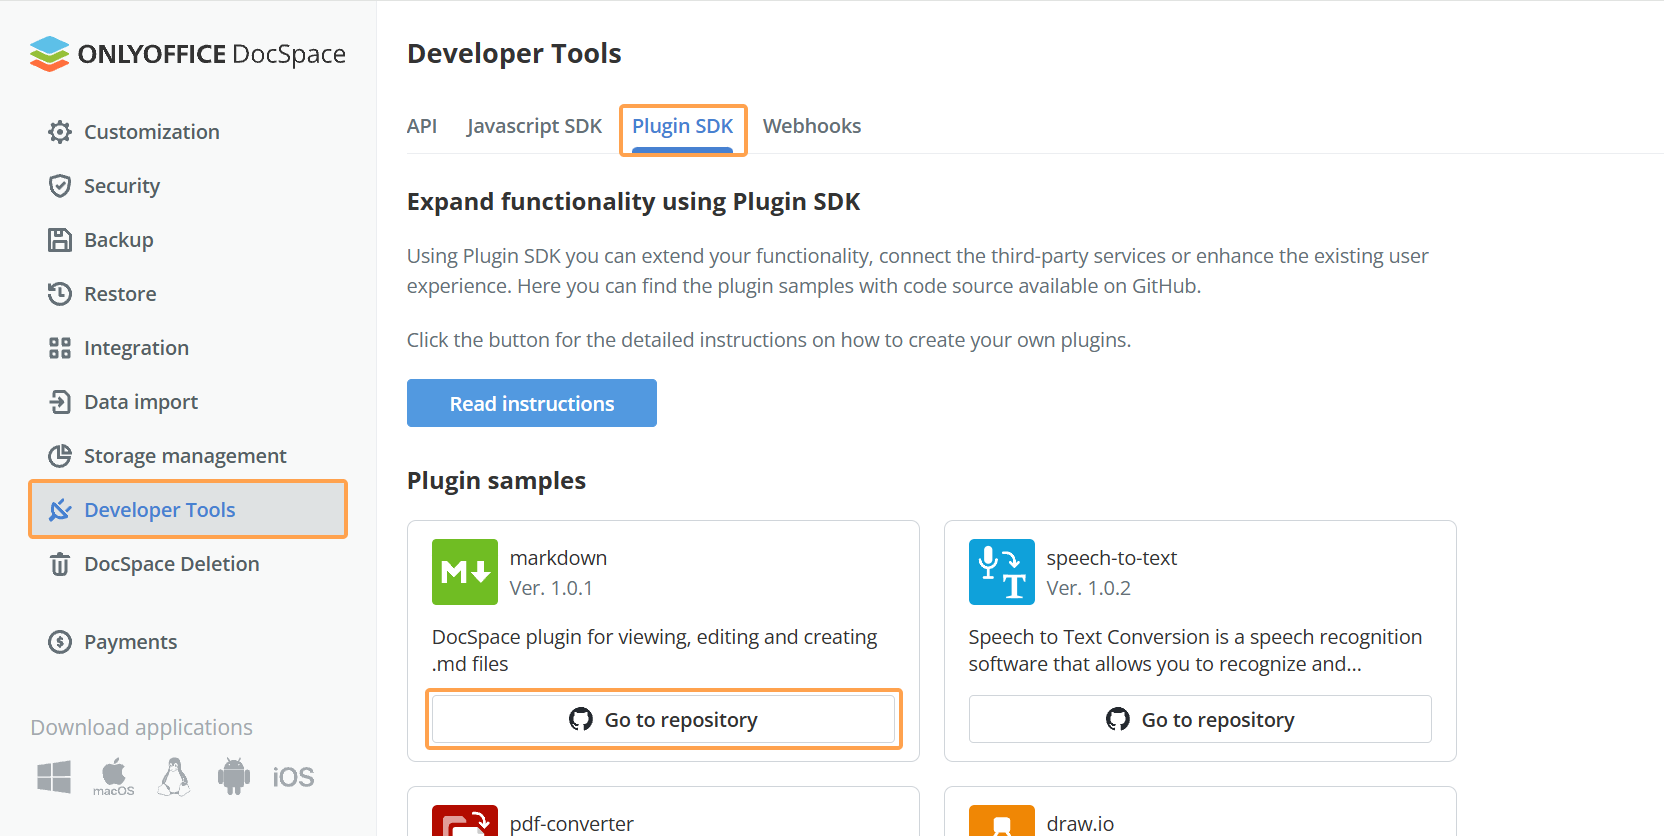 ONLYOFFICE DocSpace
Customization
Security
Backup
Restore
Integration
Data import
Storage management
Developer Tools
DocSpace Deletion
Payments
Download applications
macOS
iOS
Developer Tools
API Javascript SDK Plugin SDK Webhooks
Expand functionality using Plugin SDK
Using Plugin SDK you can extend your functionality, connect the third-party services or enhance the existing user
experience. Here you can find the plugin samples with code source available on GitHub.
Click the button for the detailed instructions on how to create your own plugins.
Read instructions
Plugin samples
M
markdown
Ver. 1.0.1
DocSpace plugin for viewing, editing and creating
.md files
Go to repository
T
speech-to-text
Ver. 1.0.2
Speech to Text Conversion is a speech recognition
software that allows you to recognize and...
Go to repository
pdf-converter
draw.io